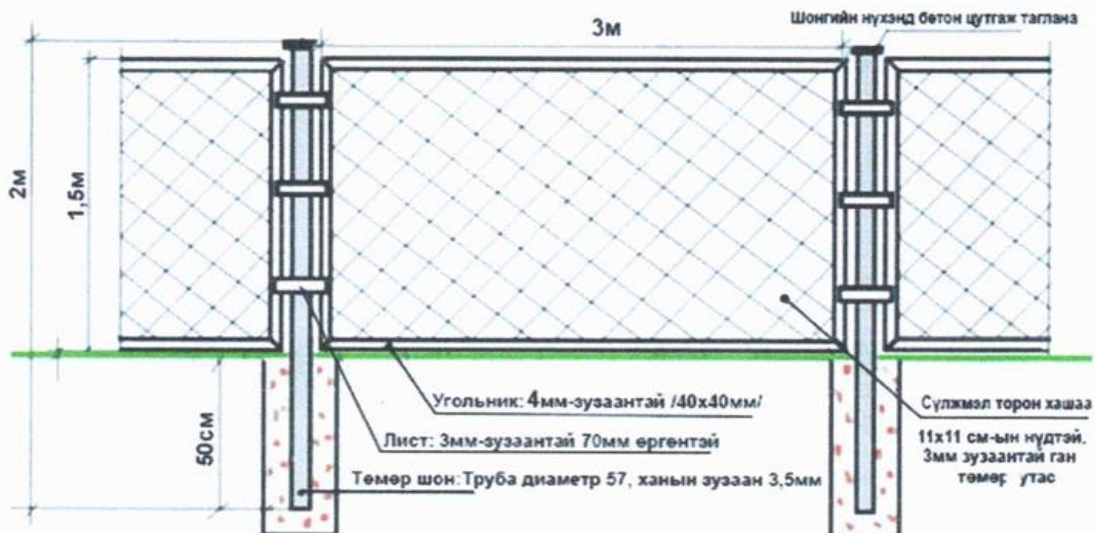 Шонгийн нүхэнд бетон цутгаж таглана
3м
2м
1,5м
50см
Угольник: 4мм-зузаантай /40х40мм/
Лист: 3мм-зузаантай 70мм өргөнтэй
Төмөр шон: Труба диаметр 57, ханын зузаан 3,5мм
Сүлжмэл торон хашаа
11х11 см-ын нүдтэй,
3мм зузаантай ган
төмөр утас